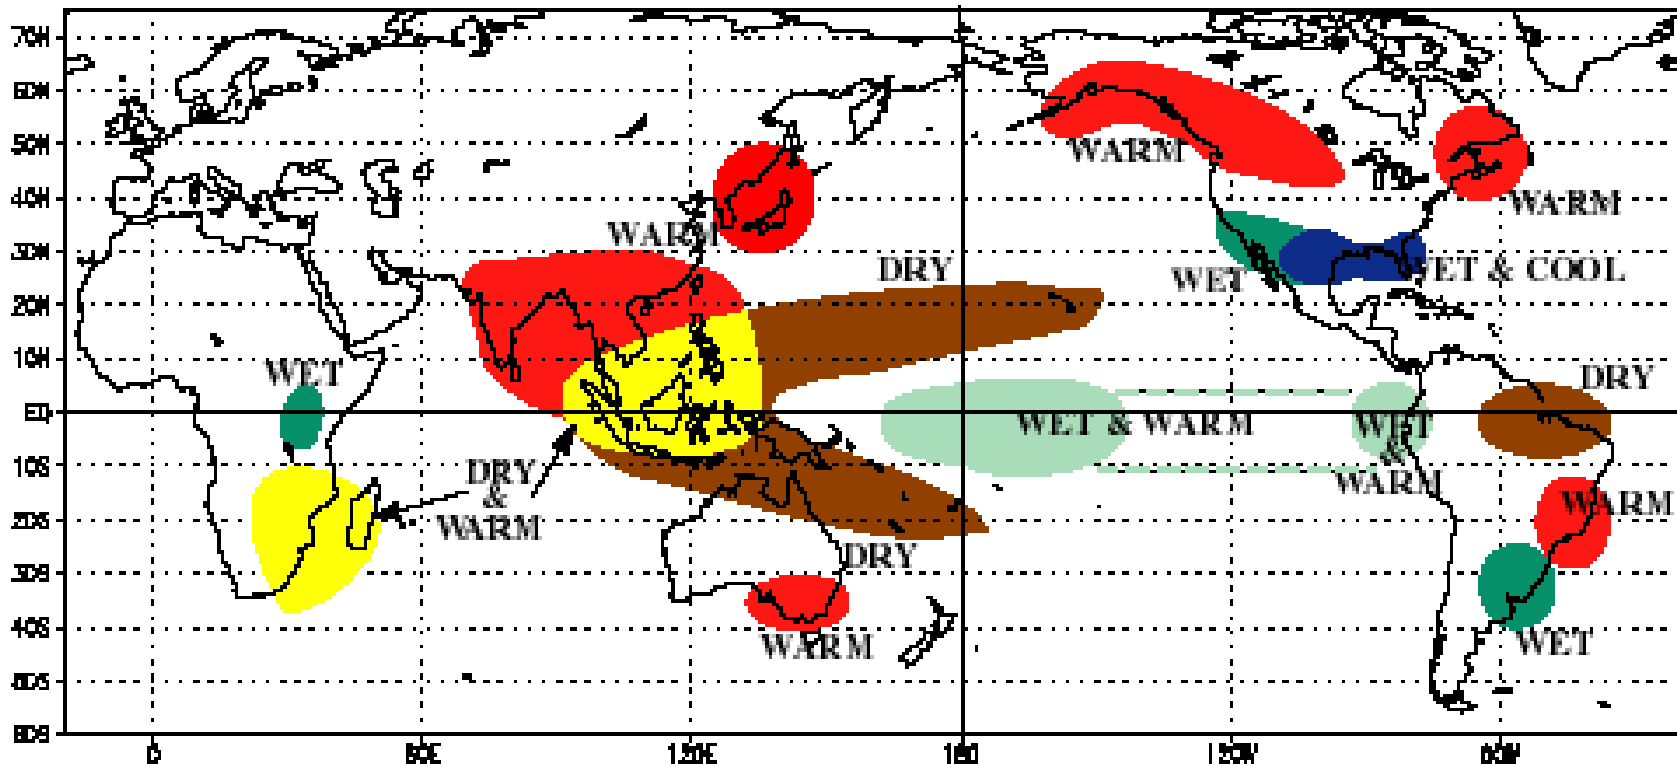 70N
60N
50N
40N
30N
20N
10N
EQ
10S
20S
30S
40S
50S
60S
0
60E
120E
180
120W
60W
WARM
WARM
WARM
DRY
WET
WET & COOL
WET
DRY
WET & WARM
WET
&
WARM
DRY
&
WARM
WARM
DRY
WARM
WET